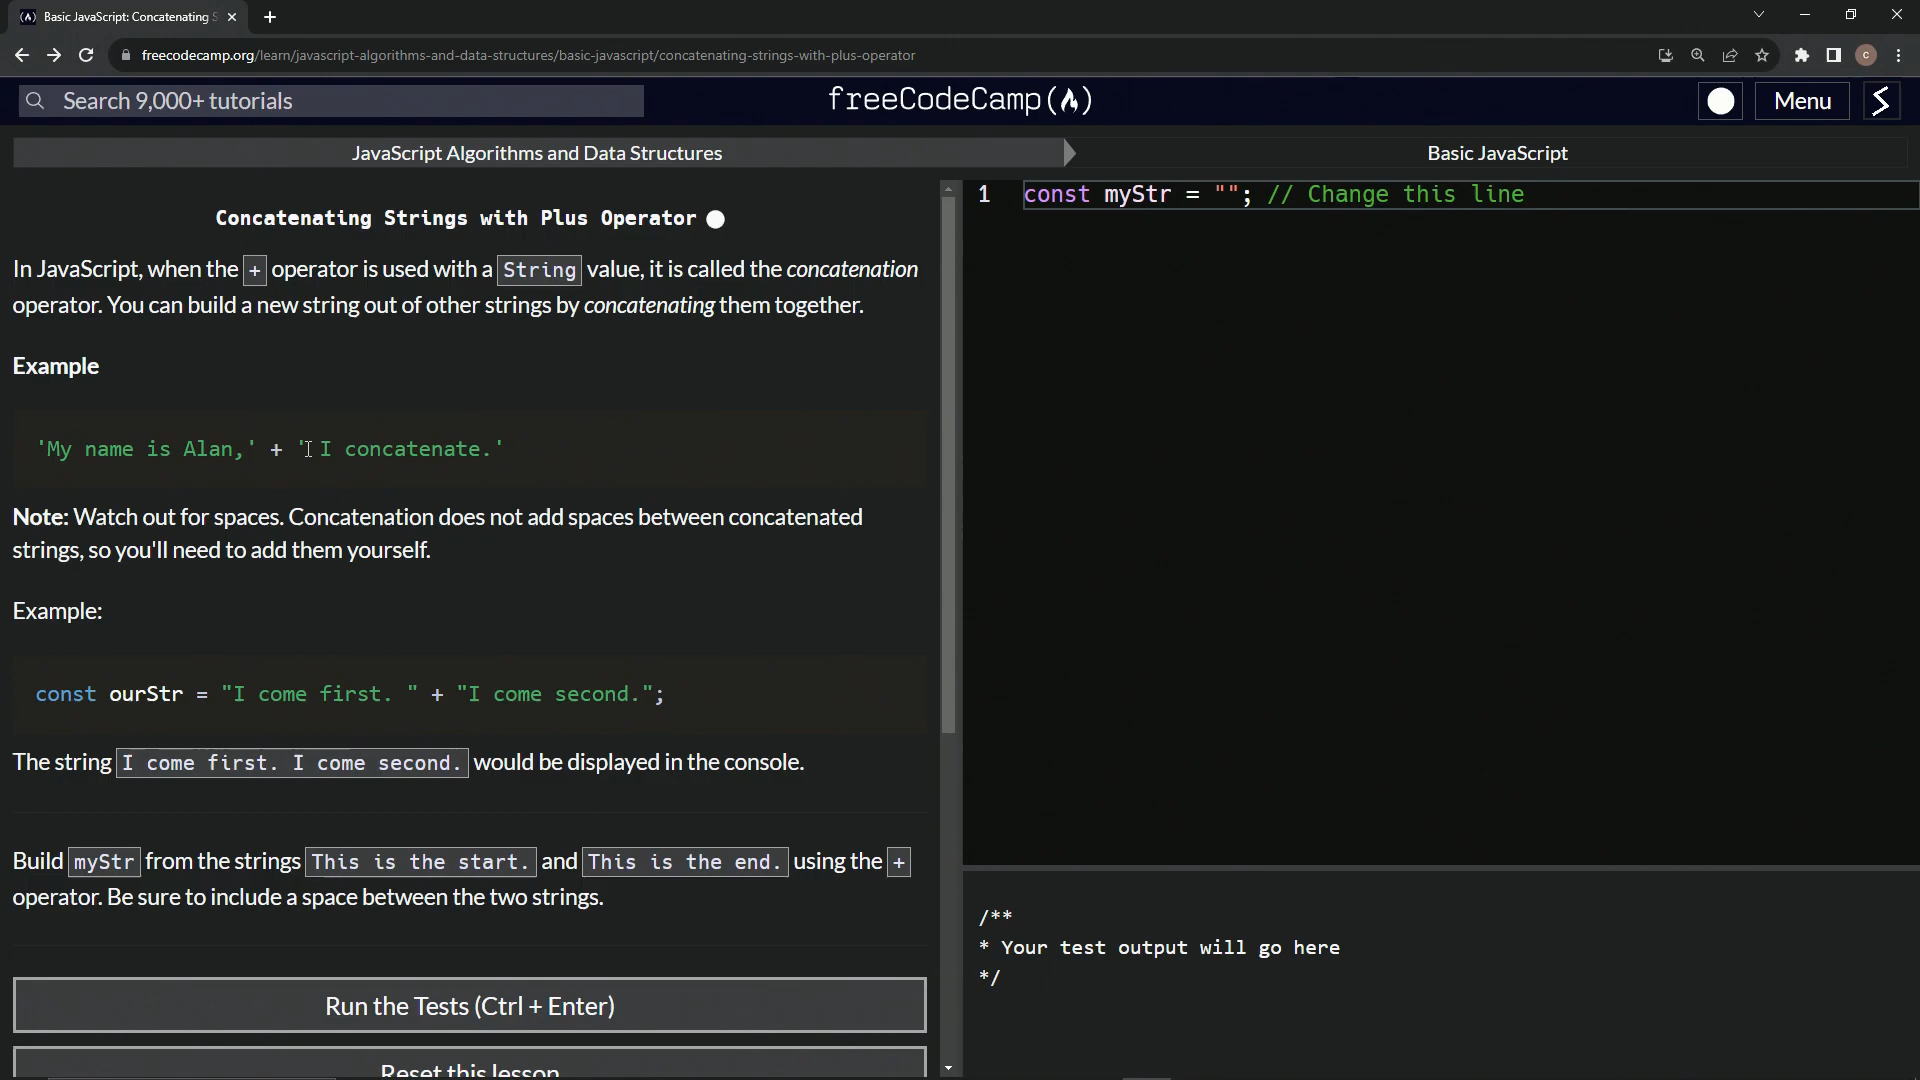 Basic JavaScript: Concatenating S
freecodecamp.org/learn/javascript-algorithms-and-data-structures/basic-javascript/concatenating-strings-with-plus-operator
C
Search 9,000+ tutorials
freeCodeCamp
Menu
JavaScript Algorithms and Data Structures
Basic JavaScript
Concatenating Strings with Plus Operator
In JavaScript, when the + operator is used with a String value, it is called the concatenation
operator. You can build a new string out of other strings by concatenating them together.
Example
'My name is Alan,' + ' I concatenate.'
Note: Watch out for spaces. Concatenation does not add spaces between concatenated
strings, so you'll need to add them yourself.
Example:
const ourStr = "I come first. " + "I come second.";
The string I come first. I come second. would be displayed in the console.
Build myStr from the strings This is the start. and This is the end. using the +
operator. Be sure to include a space between the two strings.
Run the Tests (Ctrl + Enter)
Reset this lesson
1 const myStr = ""; // Change this line
/**
* Your test output will go here
*/